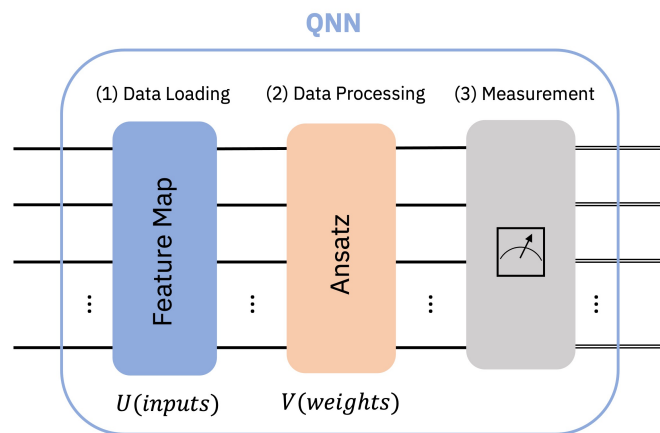 QNN
(1) Data Loading
(2) Data Processing
(3) Measurement
Feature Map
Ansatz
U(inputs)
V(weights)